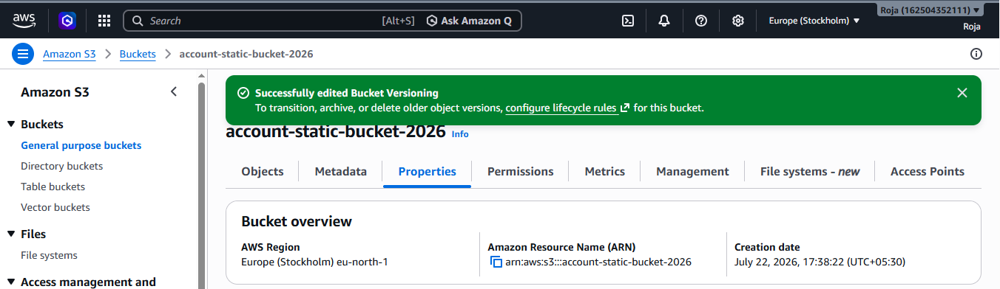 aws
Search [Alt+S] Ask Amazon Q
Europe (Stockholm)
Roja (162504352111)
Roja
Amazon S3 > Buckets > account-static-bucket-2026
Amazon S3
Buckets
General purpose buckets
Directory buckets
Table buckets
Vector buckets
Files
File systems
Access management and
Successfully edited Bucket Versioning
To transition, archive, or delete older object versions, configure lifecycle rules for this bucket.
account-static-bucket-2026 Info
Objects Metadata Properties Permissions Metrics Management File systems - new Access Points
Bucket overview
AWS Region
Europe (Stockholm) eu-north-1
Amazon Resource Name (ARN)
arn:aws:s3:::account-static-bucket-2026
Creation date
July 22, 2026, 17:38:22 (UTC+05:30)